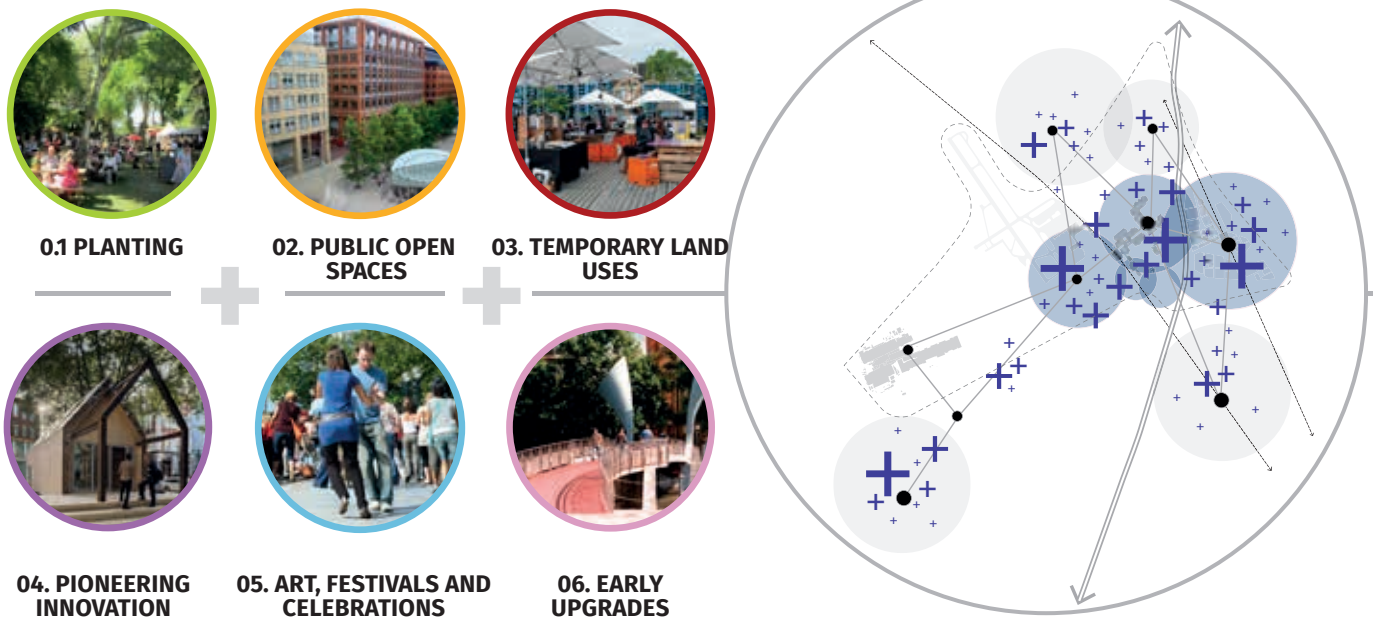 0.1 PLANTING
02. PUBLIC OPEN
SPACES
03. TEMPORARY LAND
USES
04. PIONEERING
INNOVATION
05. ART, FESTIVALS AND
CELEBRATIONS
06. EARLY
UPGRADES